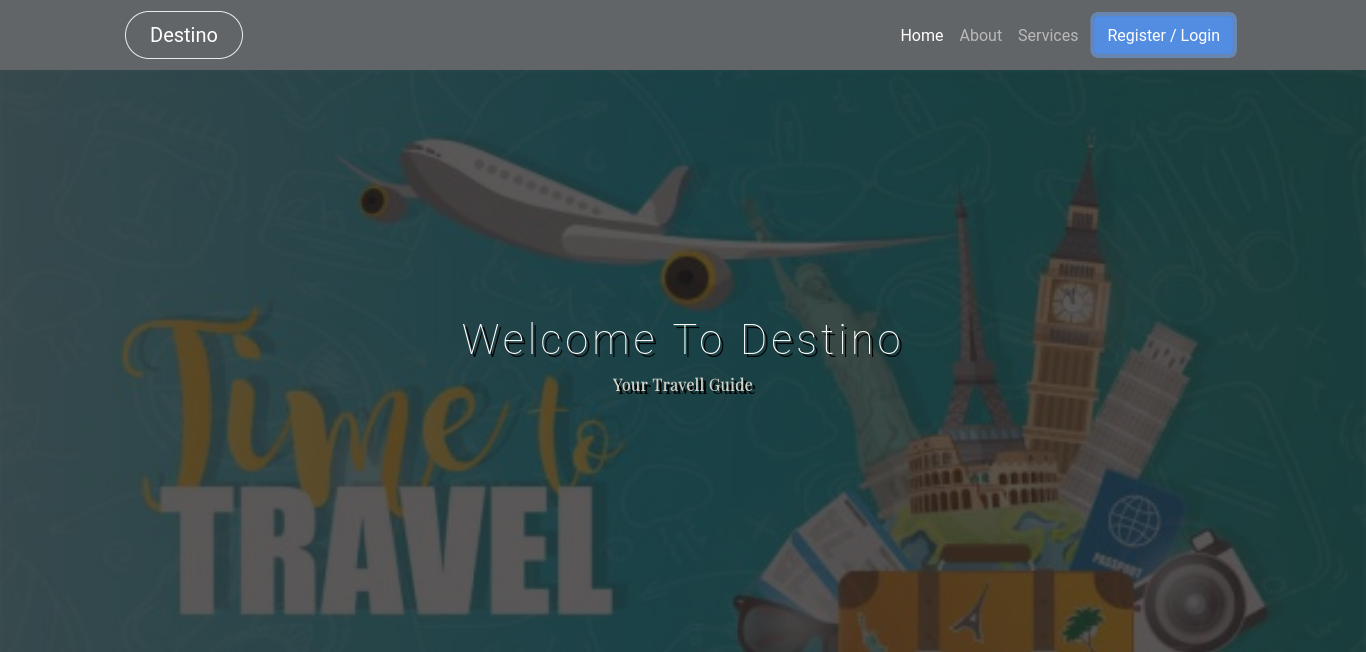 Destino
Home About Services Register / Login
Welcome To Destino
Your Travell Guide
Time to
TRAVEL
PASSPORT